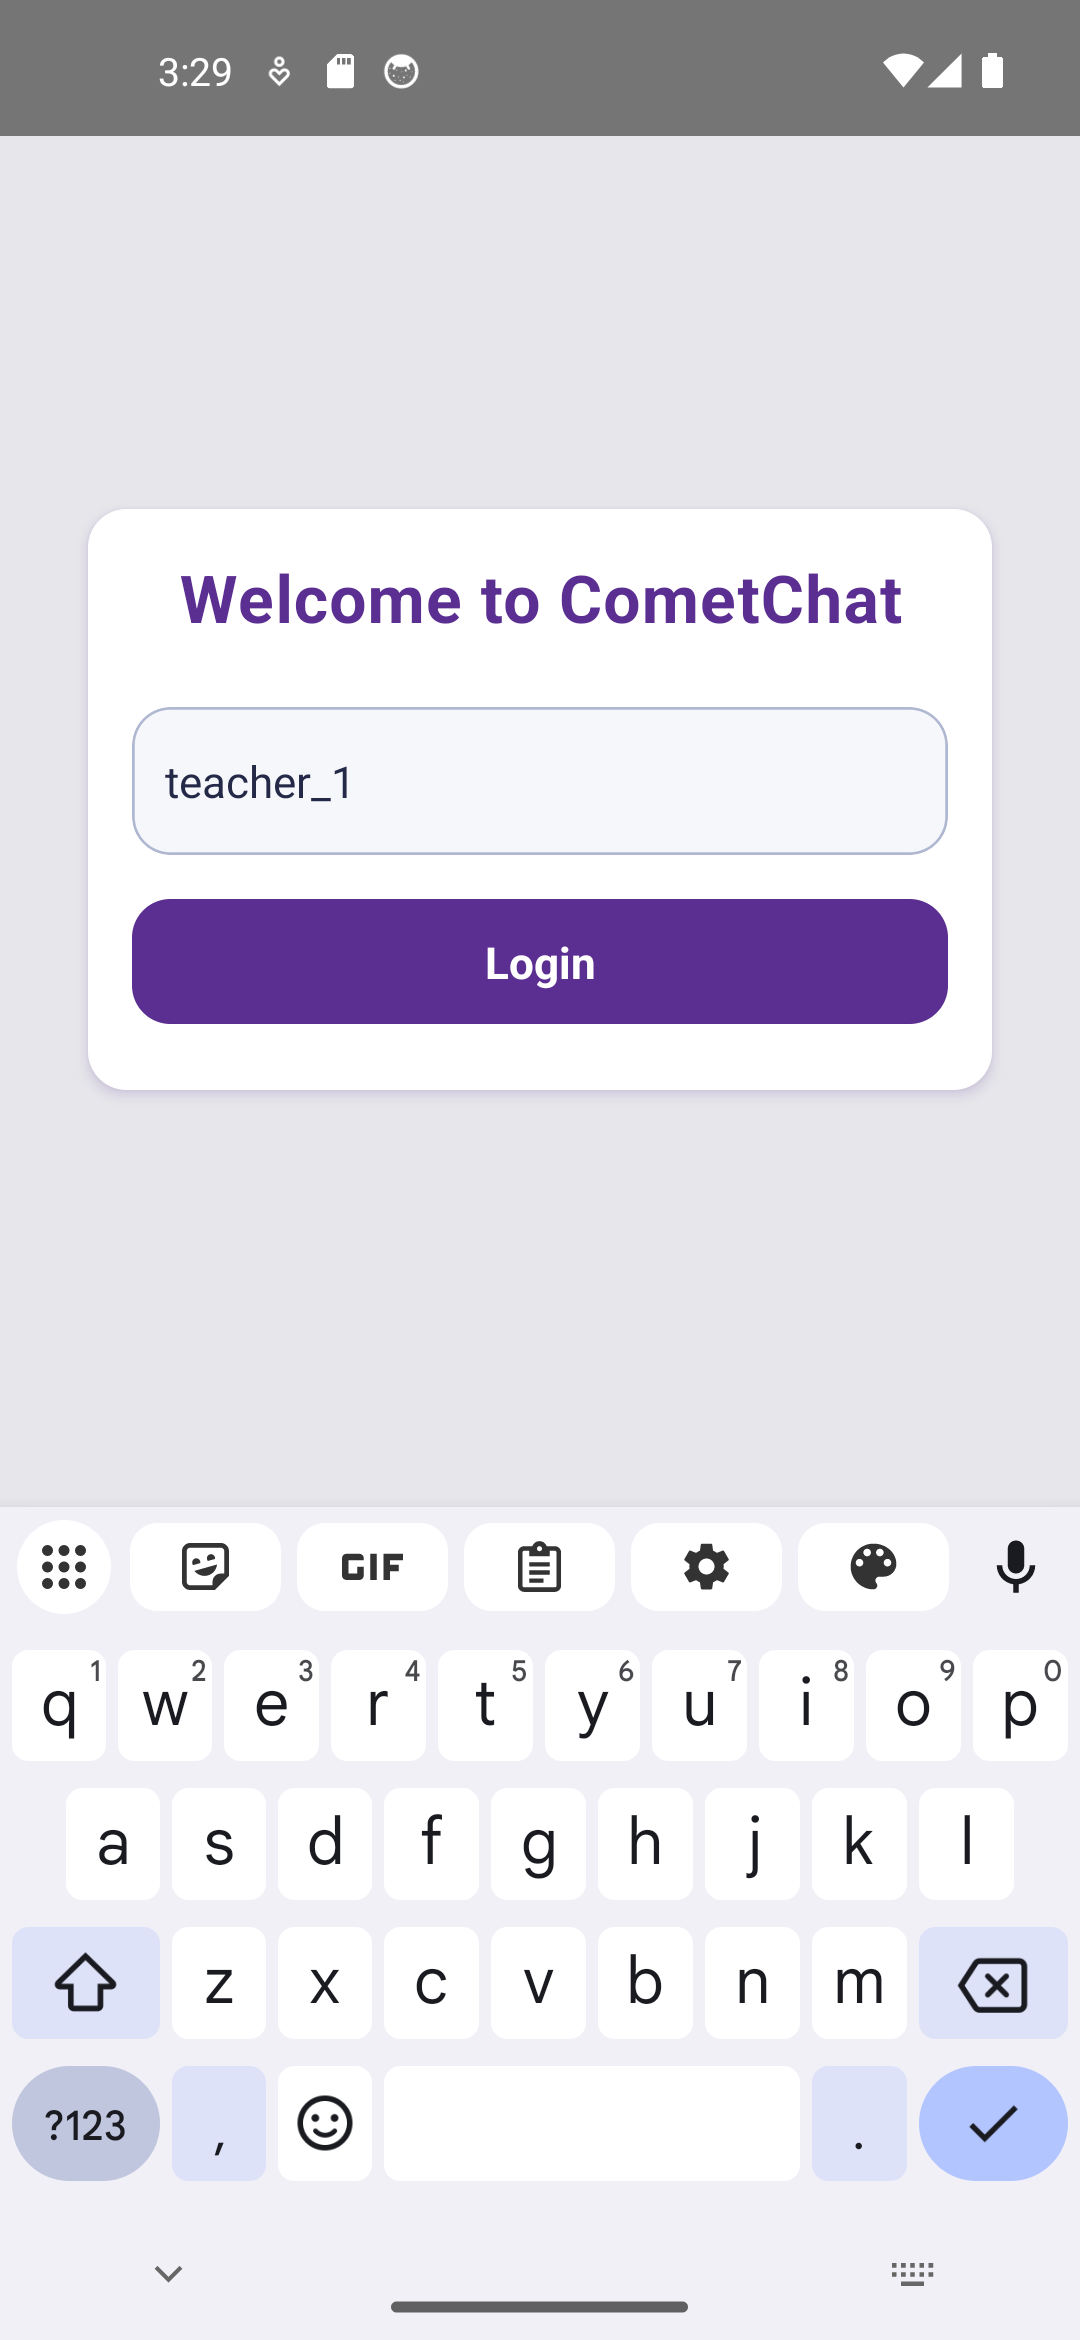 3:29
Welcome to CometChat
teacher_1
Login
GIF
q 1 w 2 e 3 r 4 t 5 y 6 u 7 i 8 o 9 p 0
a s d f g h j k l
z x c v b n m
?123 , .